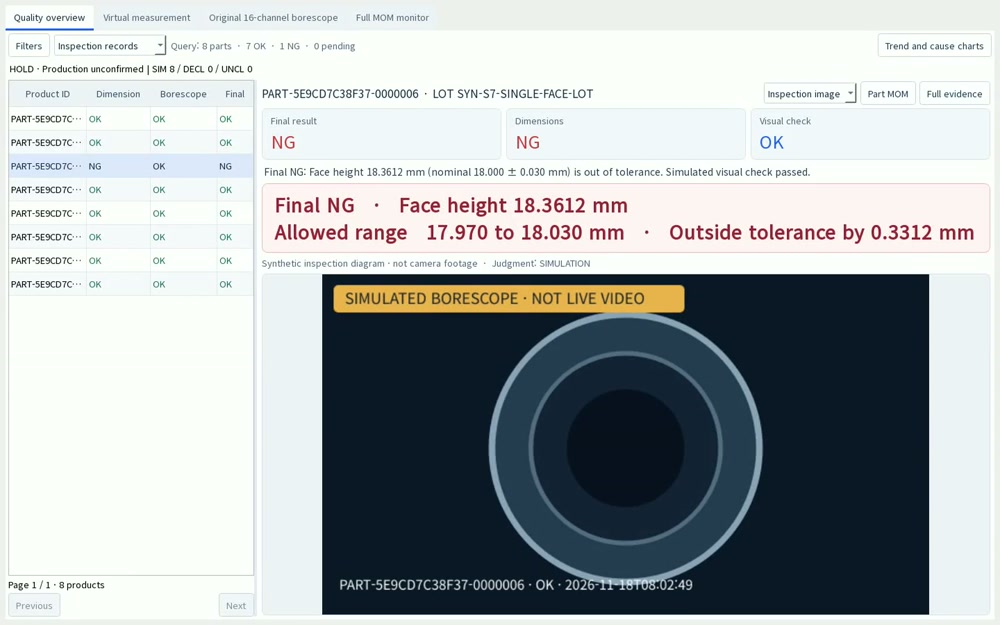 Quality overview Virtual measurement Original 16-channel borescope Full MOM monitor
Filters Inspection records Query: 8 parts · 7 OK · 1 NG · 0 pending Trend and cause charts
HOLD · Production unconfirmed | SIM 8 / DECL 0 / UNCL 0
Product ID Dimension Borescope Final
PART-5E9CD7C··· OK OK OK
PART-5E9CD7C··· OK OK OK
PART-5E9CD7C··· NG OK NG
PART-5E9CD7C··· OK OK OK
PART-5E9CD7C··· OK OK OK
PART-5E9CD7C··· OK OK OK
PART-5E9CD7C··· OK OK OK
PART-5E9CD7C··· OK OK OK
Page 1 / 1 · 8 products
Previous Next
PART-5E9CD7C38F37-0000006 · LOT SYN-S7-SINGLE-FACE-LOT Inspection image Part MOM Full evidence
Final result Dimensions Visual check
NG NG OK
Final NG: Face height 18.3612 mm (nominal 18.000 ± 0.030 mm) is out of tolerance. Simulated visual check passed.
Final NG · Face height 18.3612 mm
Allowed range 17.970 to 18.030 mm · Outside tolerance by 0.3312 mm
Synthetic inspection diagram · not camera footage · Judgment: SIMULATION
SIMULATED BORESCOPE · NOT LIVE VIDEO
PART-5E9CD7C38F37-0000006 · OK · 2026-11-18T08:02:49